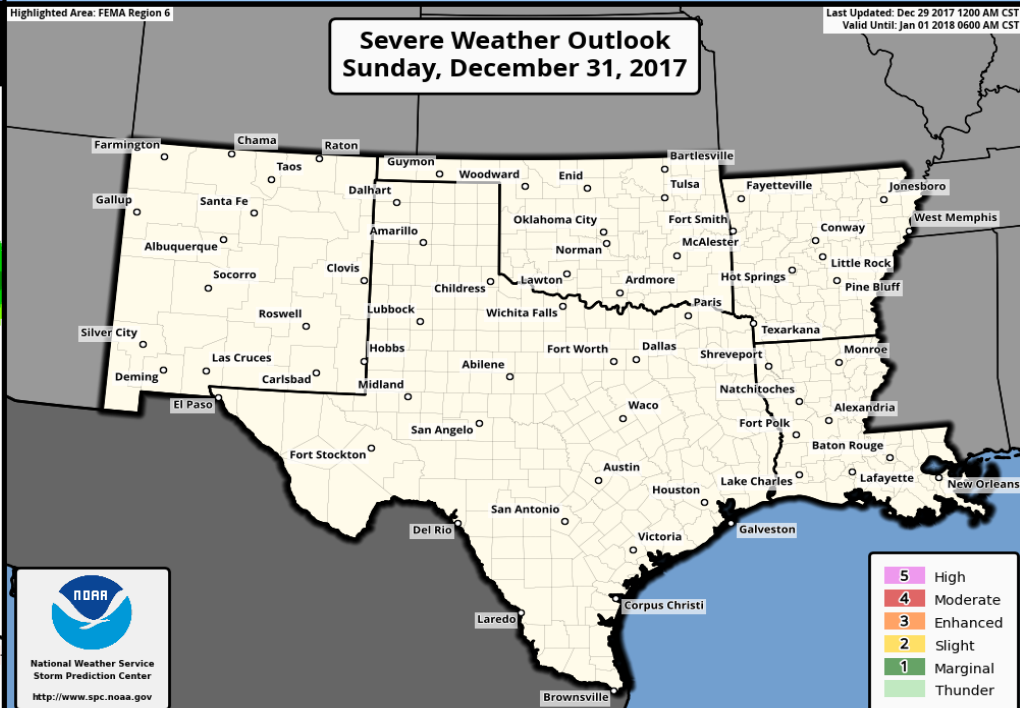 Highlighted Area: FEMA Region 6
Last Updated: Dec 29 2017 1200 AM CST
Valid Until: Jan 01 2018 0600 AM CST
Severe Weather Outlook
Sunday, December 31, 2017
Farmington
Chama
Raton
Taos
Guymon
Woodward
Enid
Bartlesville
Tulsa
Fayetteville
Jonesboro
Gallup
Santa Fe
Dalhart
Oklahoma City
Fort Smith
West Memphis
Albuquerque
Amarillo
Norman
McAlester
Conway
Little Rock
Socorro
Clovis
Childress
Lawton
Ardmore
Hot Springs
Pine Bluff
Roswell
Lubbock
Wichita Falls
Paris
Texarkana
Silver City
Las Cruces
Hobbs
Abilene
Fort Worth
Dallas
Shreveport
Monroe
Deming
Carlsbad
Midland
Natchitoches
El Paso
San Angelo
Waco
Fort Polk
Alexandria
Fort Stockton
Baton Rouge
Austin
Lake Charles
Lafayette
New Orleans
Houston
San Antonio
Del Rio
Victoria
Galveston
Laredo
Corpus Christi
Brownsville
NOAA
National Weather Service
Storm Prediction Center
http://www.spc.noaa.gov
5 High
4 Moderate
3 Enhanced
2 Slight
1 Marginal
Thunder